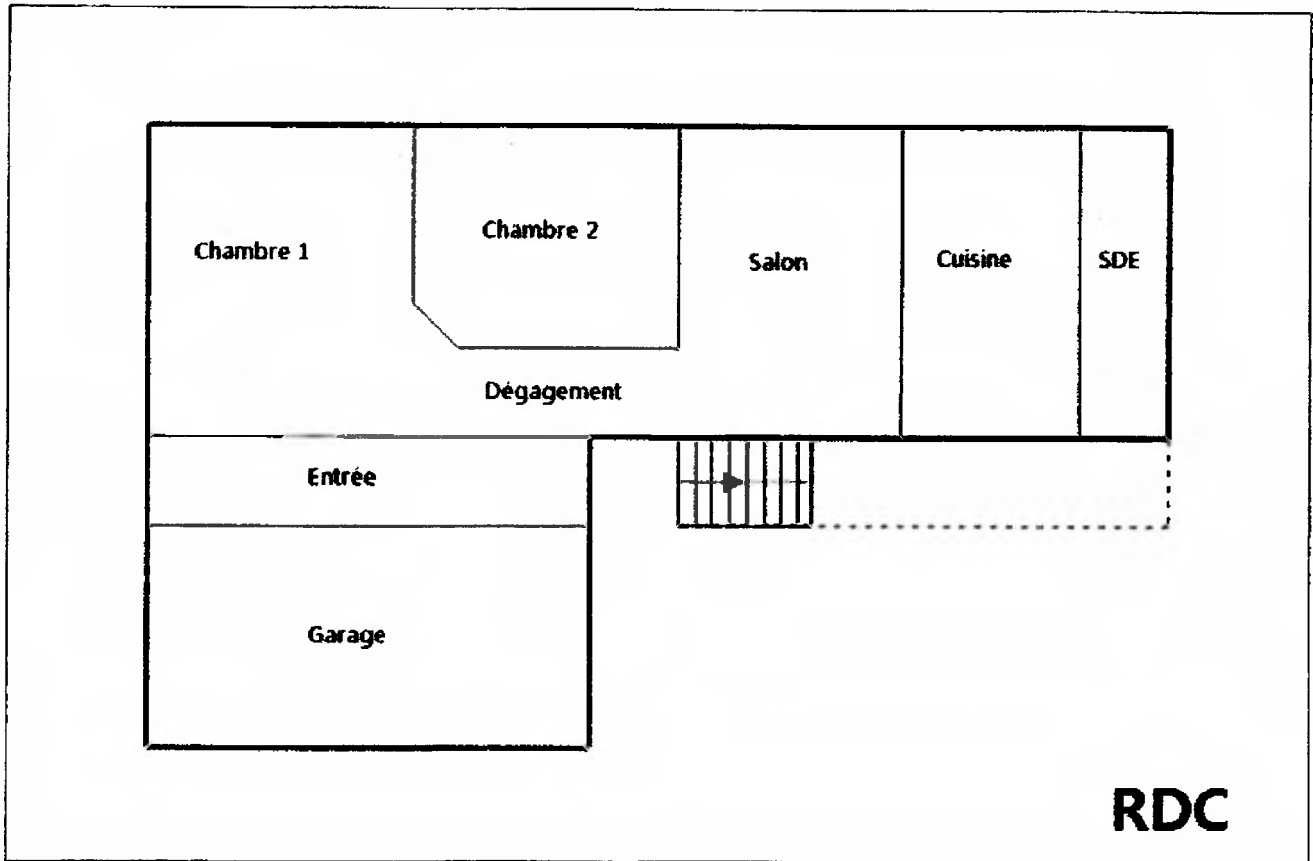 Chambre 1
Chambre 2
Salon
Cuisine
SDE
Dégagement
Entrée
Garage
RDC